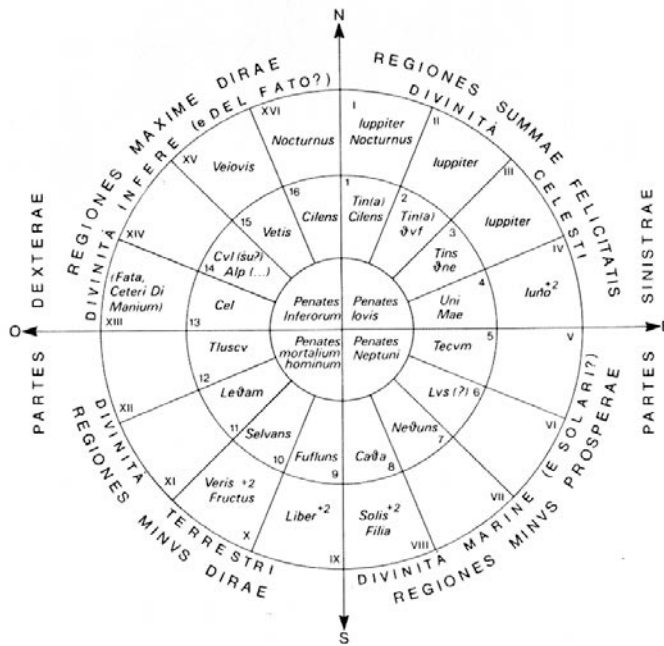 N
REGIONES MAXIME DIRAE
DIVINITÀ INFERE (e DEL FATO?)
REGIONES SUMMAE FELICITATIS
DIVINITÀ CELESTI
XVI
Nocturnus
I
Iuppiter
Nocturnus
II
Iuppiter
III
Iuppiter
IV
Iuño+2
XV
Veiovis
XIV
(Fata,
Ceteri Di
Manium)
XIII
16
Cilens
1
Tin(a)
Cilens
2
Tin(a)
ϑvf
3
Tins
ϑne
4
Uni
Mae
15
Vetis
14
Cvl (śu?)
Alp (...)
Cel
13
Penates
Inferorum
Penates
Iovis
PARTES DEXTERAE
PARTES SINISTRAE
O
Penates
mortalium
hominum
Penates
Neptuni
Tluscv
12
Leϑam
11
Selvans
10
Fufluns
9
Caϑa
8
Neϑuns
7
Lvs (?)
6
Tecvm
5
V
VI
VII
VIII
Solis+2
Filia
IX
Liber+2
X
Veris +2
Fructus
XI
XII
DIVINITÀ TERRESTRI
REGIONES MINVS DIRAE
DIVINITÀ MARINE (E SOLARI?)
REGIONES MINVS PROSPERAE
S